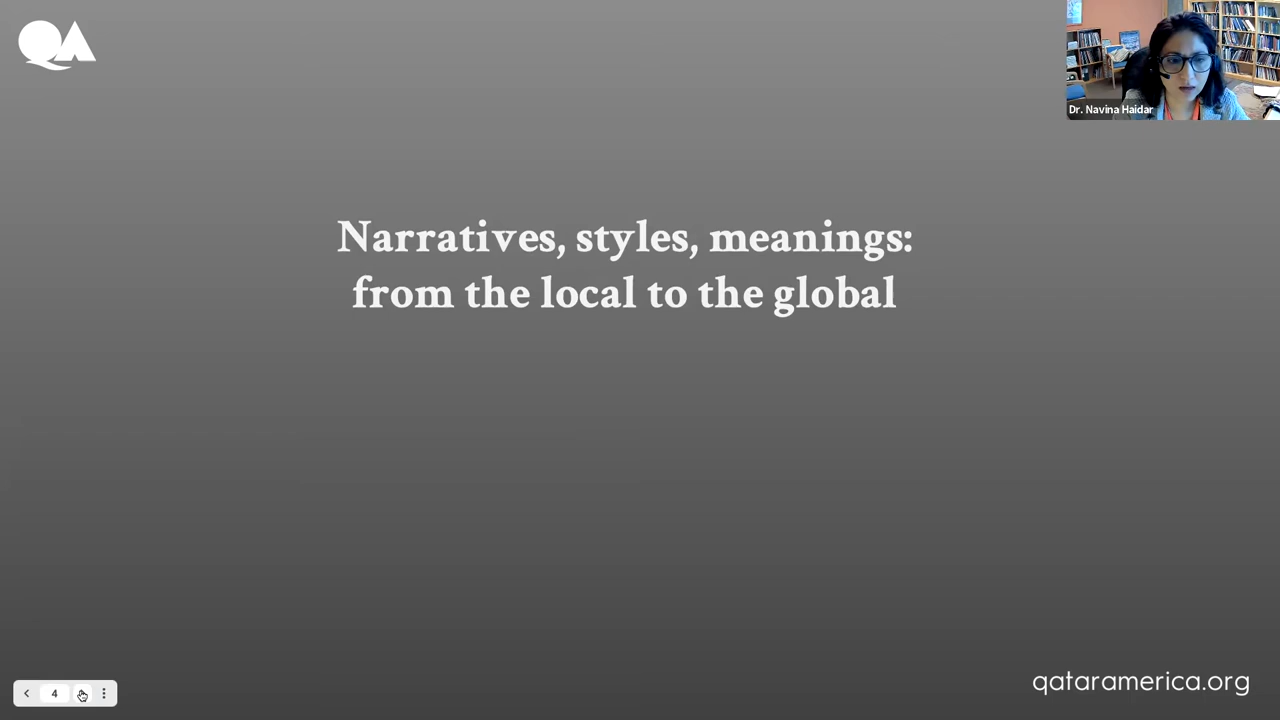 QA
Dr. Navina Haidar
Narratives, styles, meanings:
from the local to the global
4
qataramerica.org